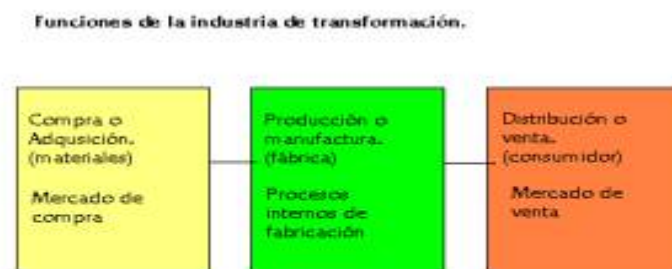 Funciones de la industria de transformación.
Compra o
Adqusición.
(materiales)
Mercado de
compra
Producción o
manufactura.
(fábrica)
Procesos
internos de
fabricación
Distribución o
venta.
(consumidor)
Mercado de
venta